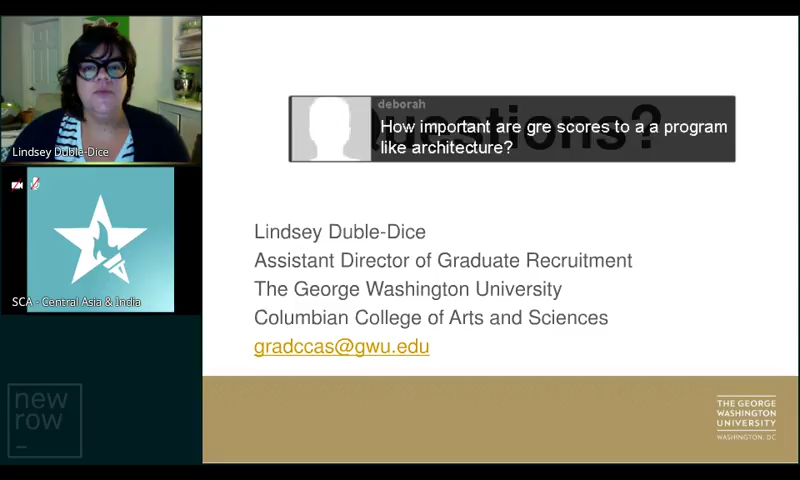 Lindsey Duble-Dice
SCA - Central Asia & India
new
row
deborah
How important are gre scores to a a program
like architecture?
Questions?
Lindsey Duble-Dice
Assistant Director of Graduate Recruitment
The George Washington University
Columbian College of Arts and Sciences
gradccas@gwu.edu
THE GEORGE
WASHINGTON
UNIVERSITY
WASHINGTON, DC